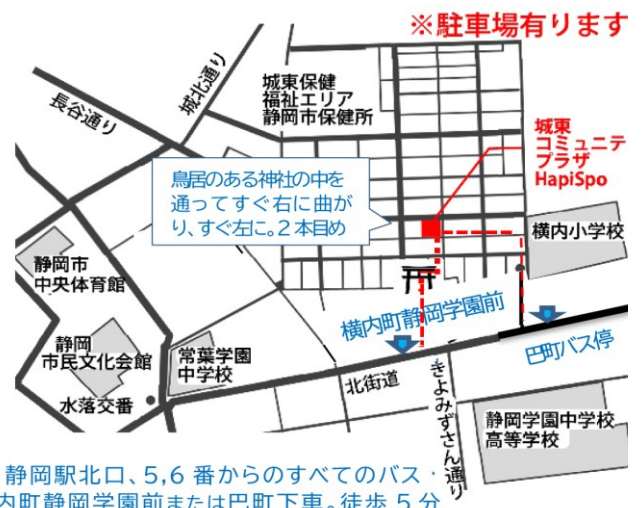 ※駐車場有ります
城北通り
長谷通り
城東保健
福祉エリア
静岡市保健所
城東
コミュニテ
プラザ
HapiSpo
鳥居のある神社の中を
通ってすぐ右に曲が
り、すぐ左に。2本目め
横内小学校
静岡市
中央体育館
横内町静岡学園前
巴町バス停
静岡
市民文化会館
常葉学園
中学校
北街道
水落交番
きよみずさん通り
静岡学園中学校
高等学校
静岡駅北口、5,6 番からのすべてのバス・
内町静岡学園前または巴町下車。徒歩 5 分